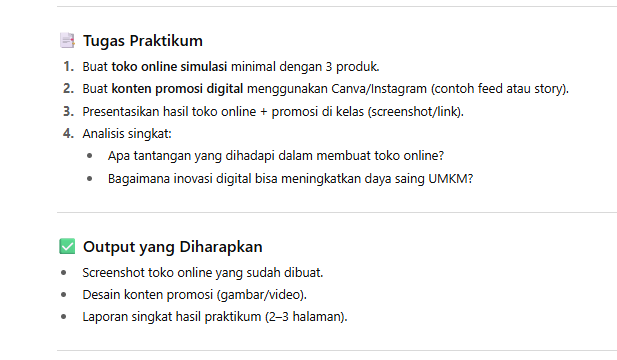 Tugas Praktikum
1. Buat toko online simulasi minimal dengan 3 produk.
2. Buat konten promosi digital menggunakan Canva/Instagram (contoh feed atau story).
3. Presentasikan hasil toko online + promosi di kelas (screenshot/link).
4. Analisis singkat:
• Apa tantangan yang dihadapi dalam membuat toko online?
• Bagaimana inovasi digital bisa meningkatkan daya saing UMKM?
Output yang Diharapkan
• Screenshot toko online yang sudah dibuat.
• Desain konten promosi (gambar/video).
• Laporan singkat hasil praktikum (2–3 halaman).